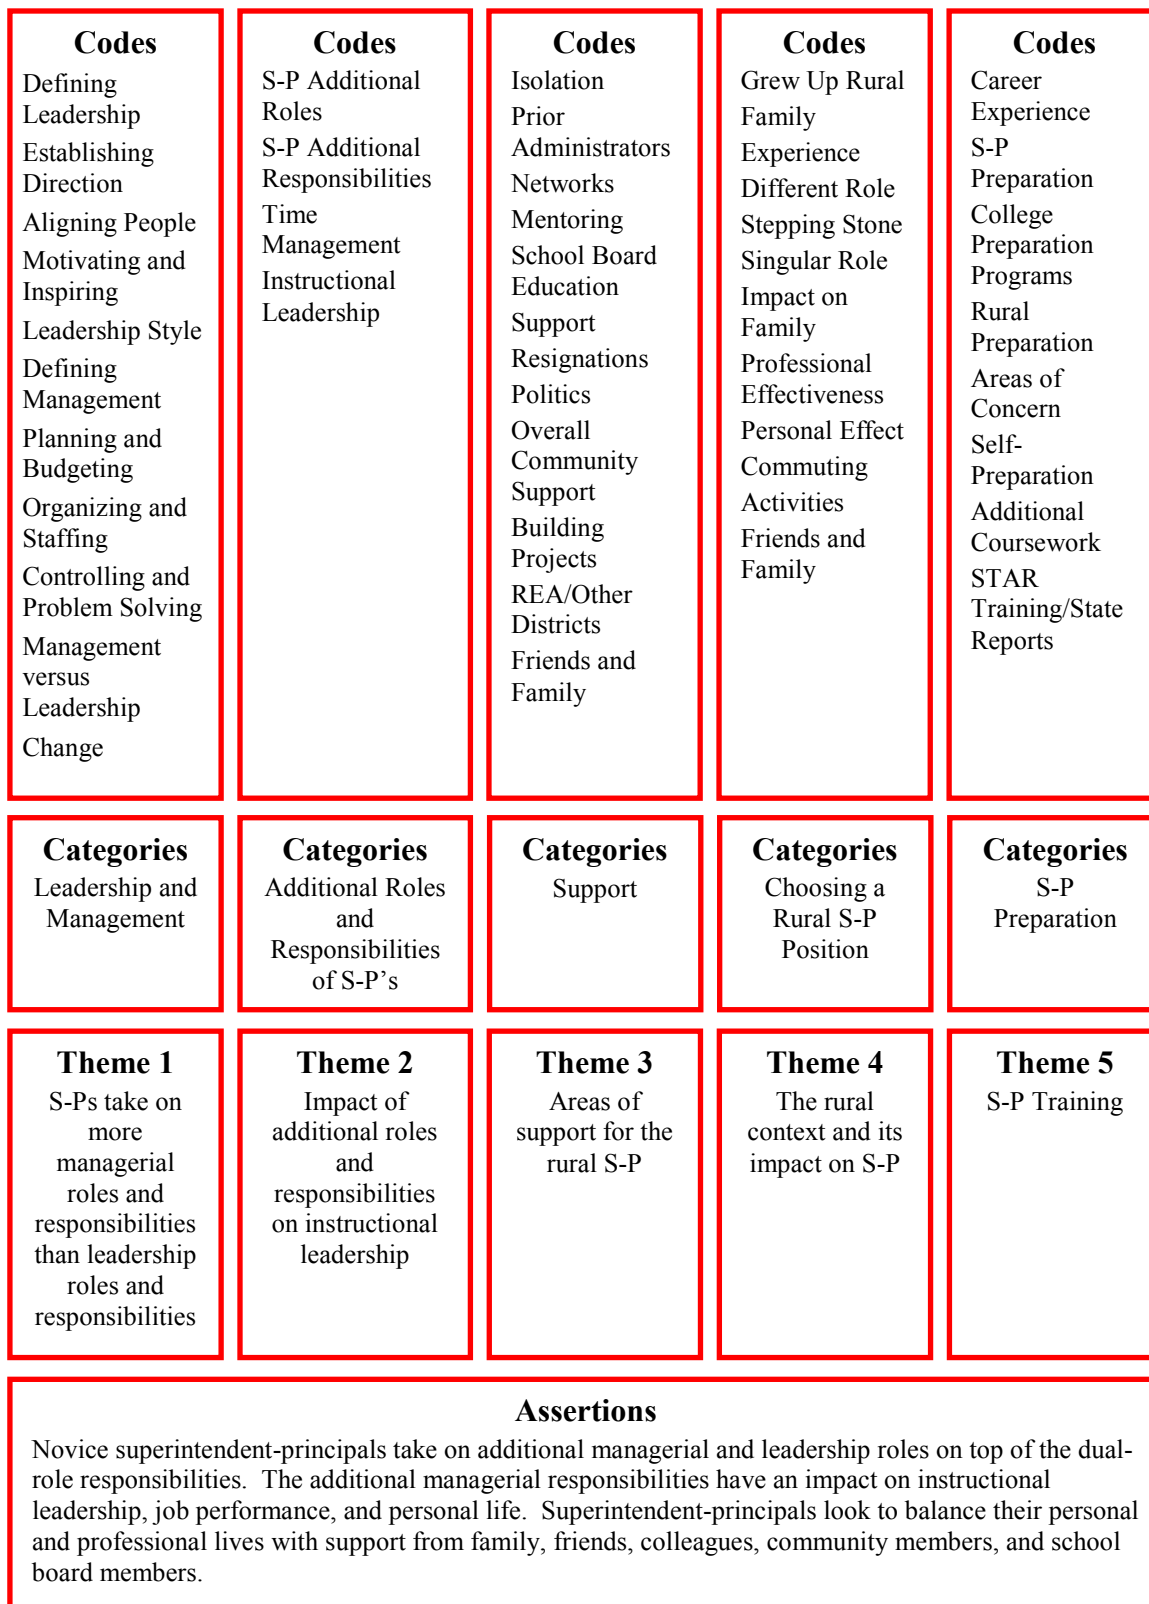 Codes
Defining
Leadership
Establishing
Direction
Aligning People
Motivating and
Inspiring
Leadership Style
Defining
Management
Planning and
Budgeting
Organizing and
Staffing
Controlling and
Problem Solving
Management
versus
Leadership
Change
Codes
S-P Additional
Roles
S-P Additional
Responsibilities
Time
Management
Instructional
Leadership
Codes
Isolation
Prior
Administrators
Networks
Mentoring
School Board
Education
Support
Resignations
Politics
Overall
Community
Support
Building
Projects
REA/Other
Districts
Friends and
Family
Codes
Grew Up Rural
Family
Experience
Different Role
Stepping Stone
Singular Role
Impact on
Family
Professional
Effectiveness
Personal Effect
Commuting
Activities
Friends and
Family
Codes
Career
Experience
S-P
Preparation
College
Preparation
Programs
Rural
Preparation
Areas of
Concern
Self-
Preparation
Additional
Coursework
STAR
Training/State
Reports
Categories
Leadership and
Management
Categories
Additional Roles
and
Responsibilities
of S-P’s
Categories
Support
Categories
Choosing a
Rural S-P
Position
Categories
S-P
Preparation
Theme 1
S-Ps take on
more
managerial
roles and
responsibilities
than leadership
roles and
responsibilities
Theme 2
Impact of
additional roles
and
responsibilities
on instructional
leadership
Theme 3
Areas of
support for the
rural S-P
Theme 4
The rural
context and its
impact on S-P
Theme 5
S-P Training
Assertions
Novice superintendent-principals take on additional managerial and leadership roles on top of the dual-
role responsibilities.  The additional managerial responsibilities have an impact on instructional
leadership, job performance, and personal life.  Superintendent-principals look to balance their personal
and professional lives with support from family, friends, colleagues, community members, and school
board members.